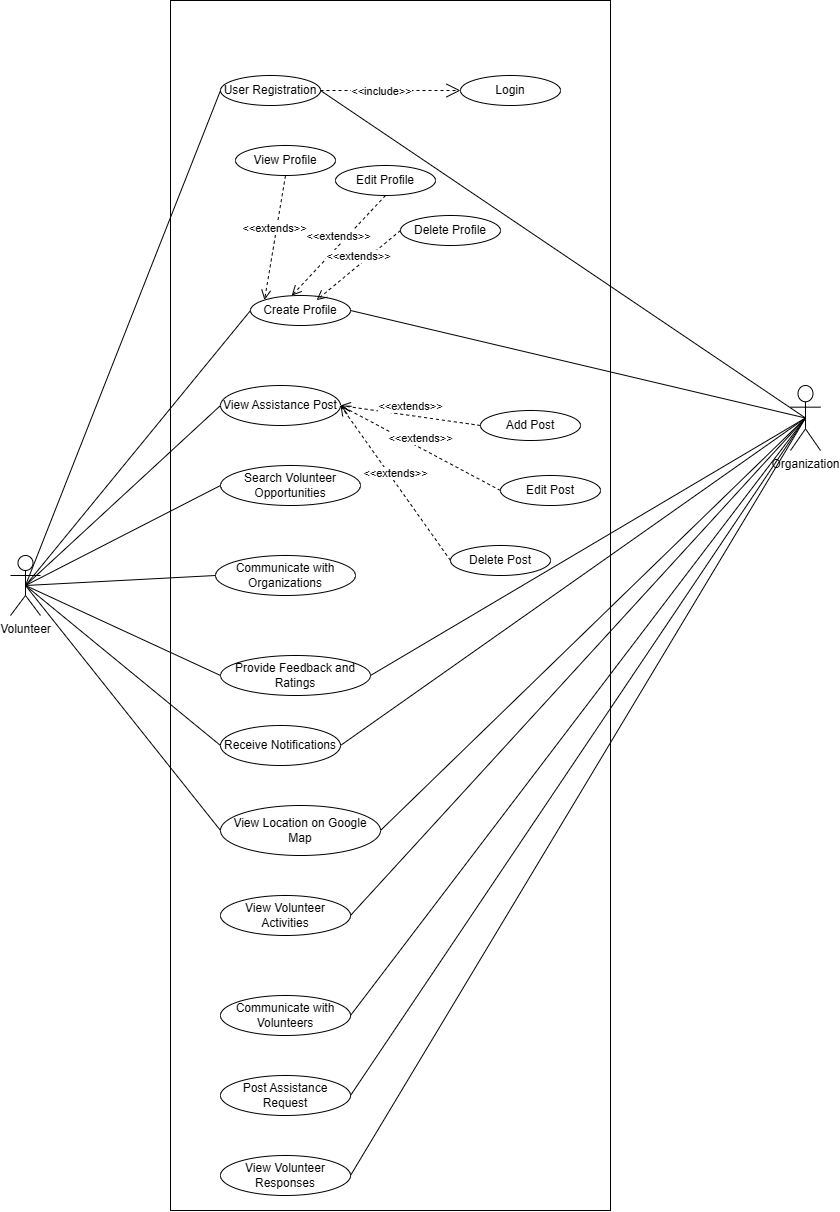 User Registration
<<include>>
Login
View Profile
Edit Profile
<<extends>>
<<extends>>
Delete Profile
<<extends>>
Create Profile
View Assistance Post
<<extends>>
Add Post
<<extends>>
Organization
Search Volunteer
Opportunities
<<extends>>
Edit Post
Communicate with
Organizations
Delete Post
Volunteer
Provide Feedback and
Ratings
Receive Notifications
View Location on Google
Map
View Volunteer
Activities
Communicate with
Volunteers
Post Assistance
Request
View Volunteer
Responses